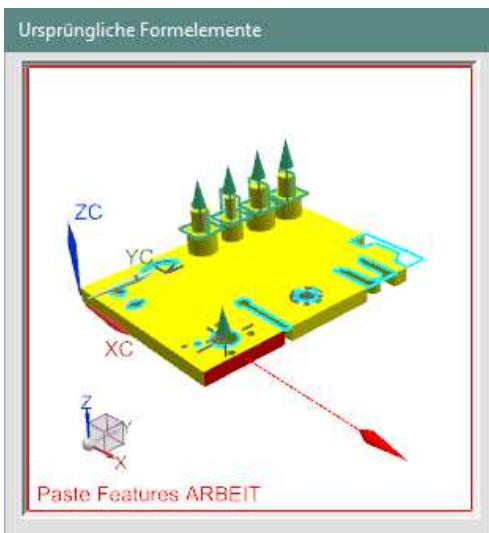 Ursprüngliche Formelemente
ZC
YC
XC
Z
Y
X
Paste Features ARBEIT